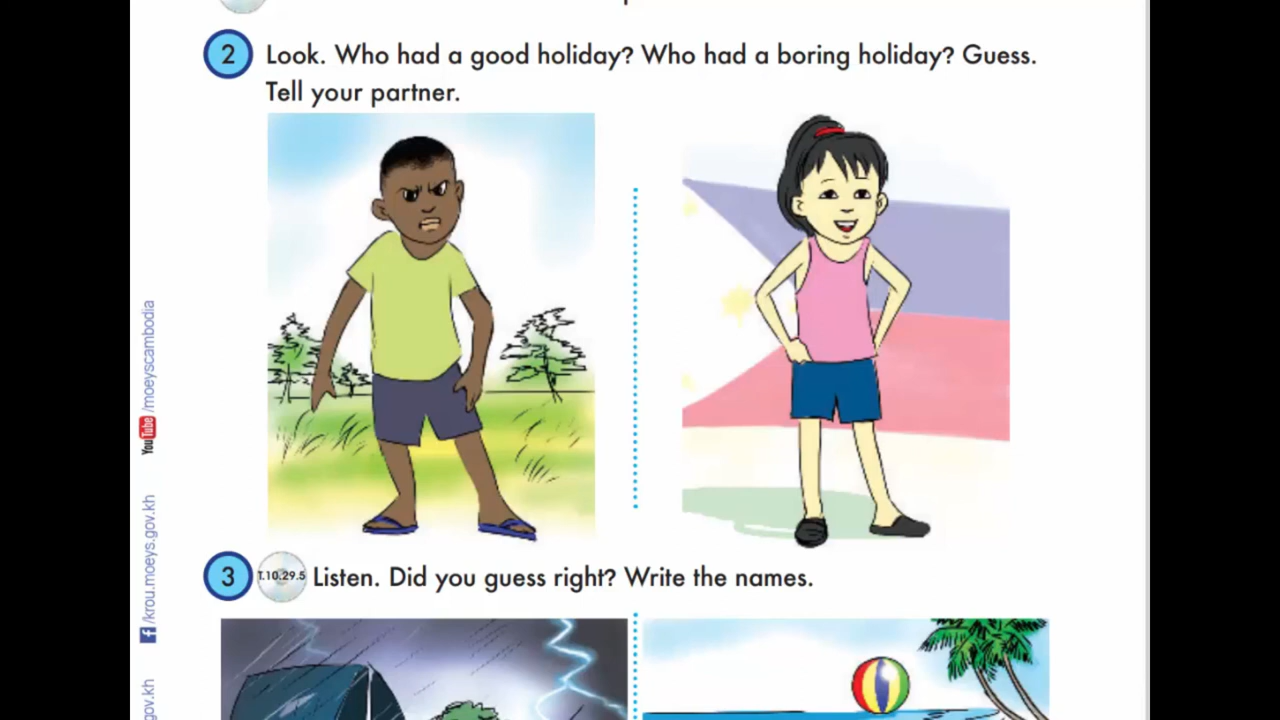 2 Look. Who had a good holiday? Who had a boring holiday? Guess.
Tell your partner.
3 T.10.29.5 Listen. Did you guess right? Write the names.
YouTube /moeyscambodia
f /krou.moeys.gov.kh
gov.kh